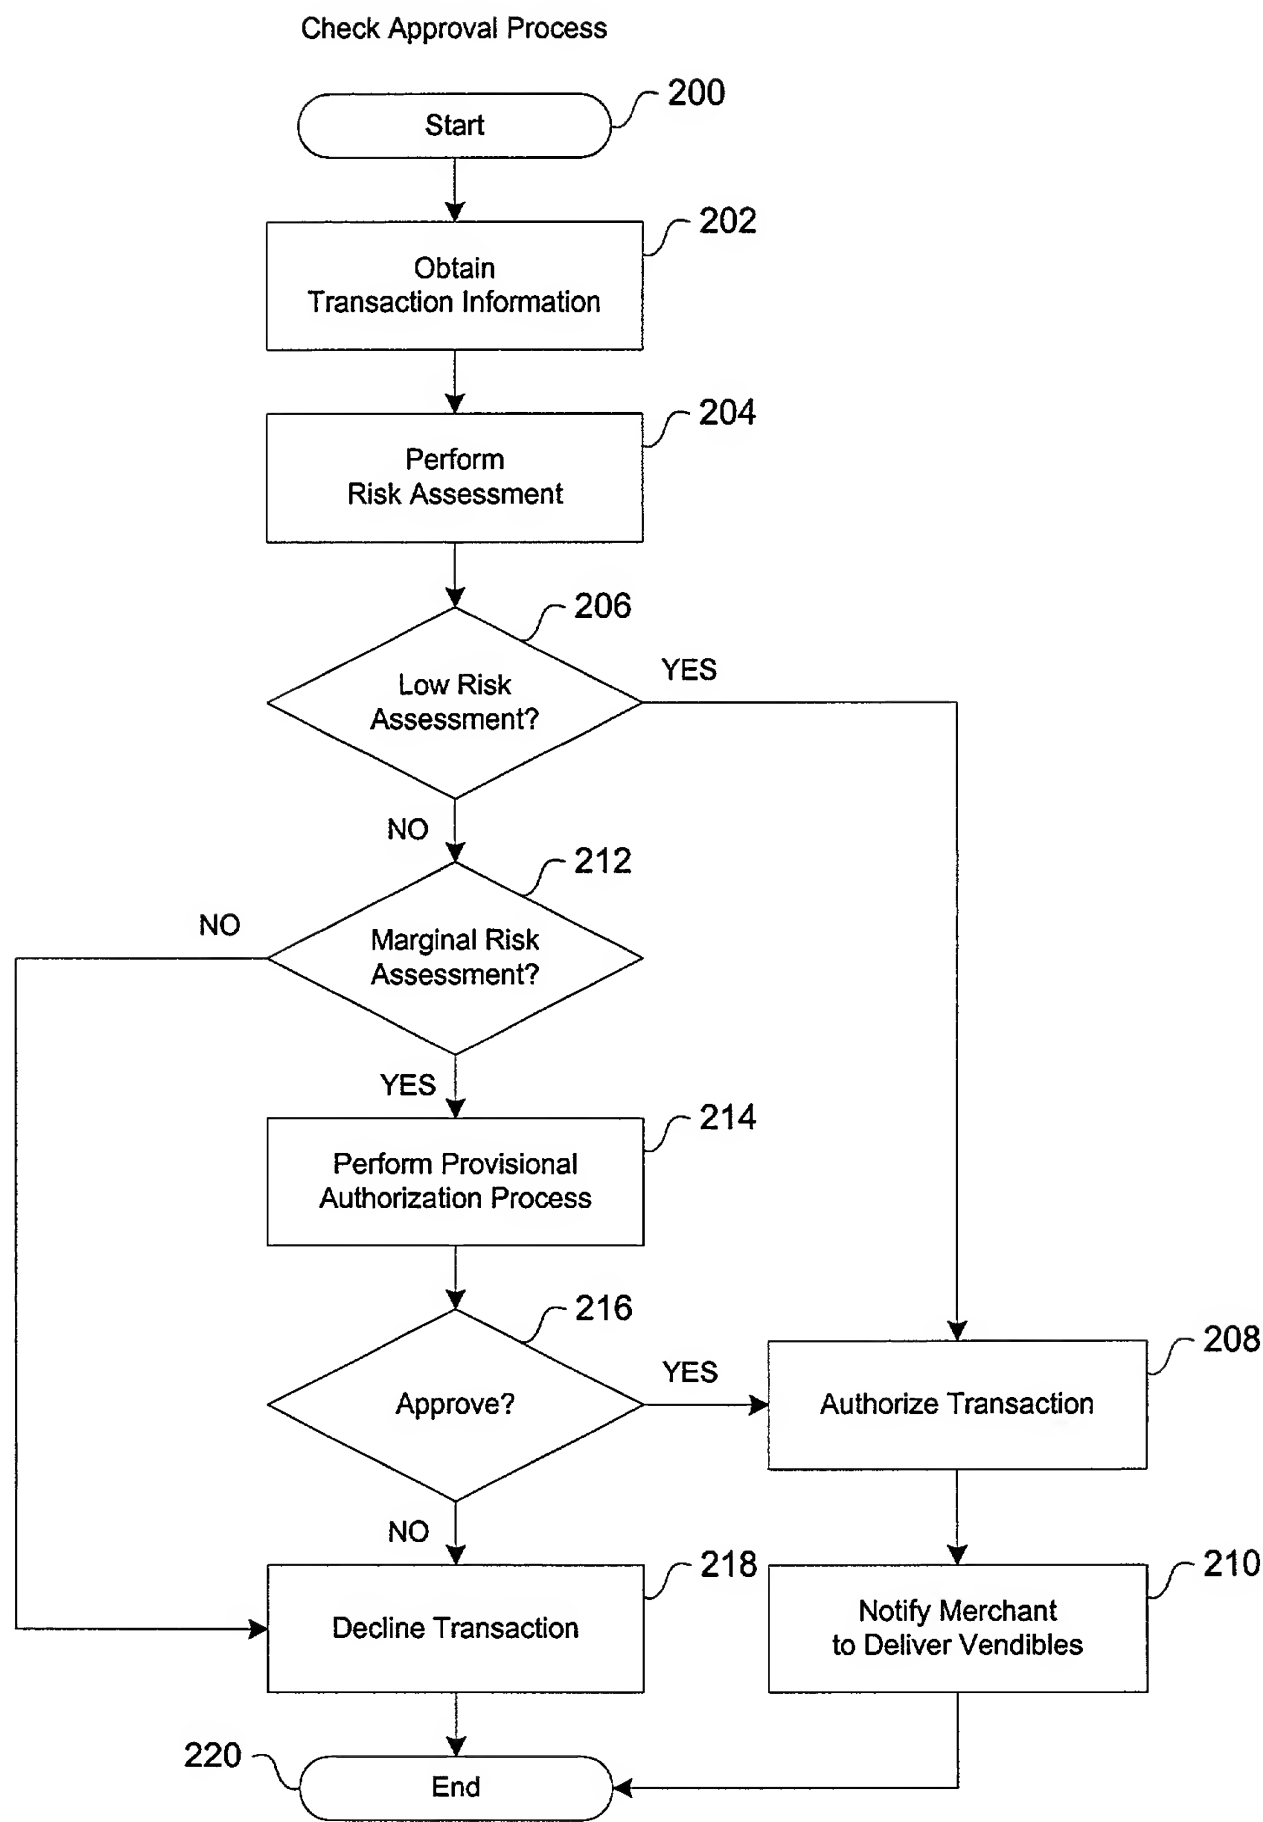 Check Approval Process
Start
200
202
Obtain
Transaction Information
204
Perform
Risk Assessment
206
Low Risk
Assessment?
YES
NO
212
NO
Marginal Risk
Assessment?
YES
214
Perform Provisional
Authorization Process
216
Approve?
YES
208
Authorize Transaction
NO
218
Decline Transaction
210
Notify Merchant
to Deliver Vendibles
220
End